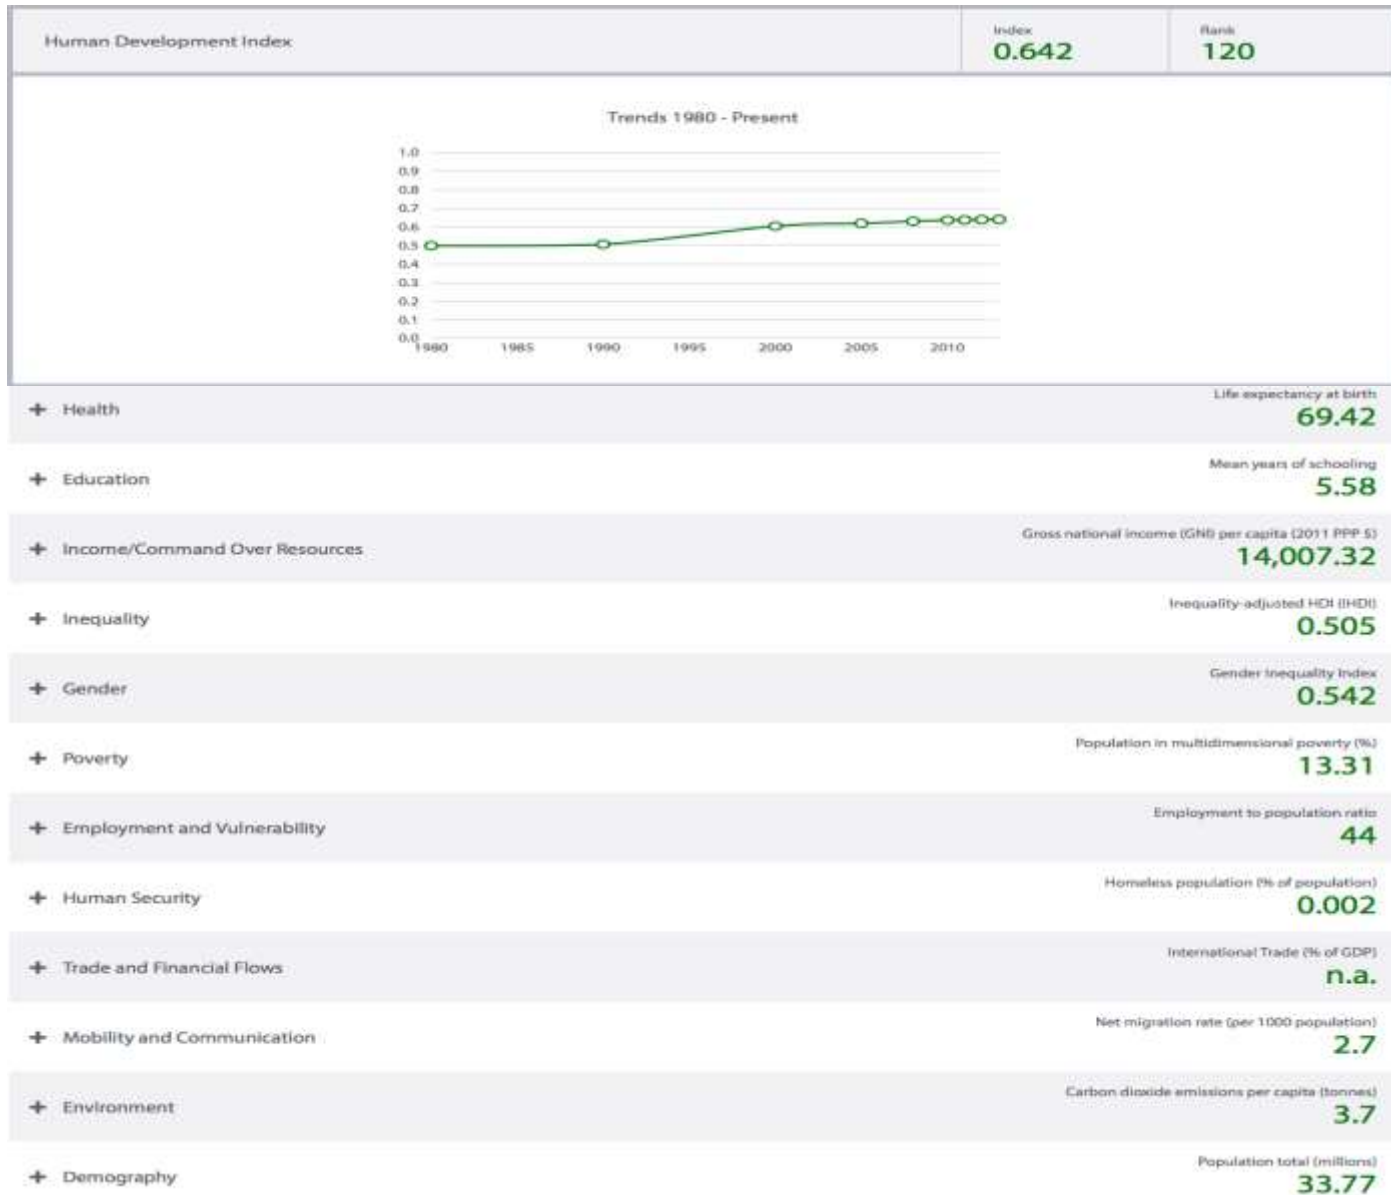 Human Development Index
Index
0.642
Rank
120
Trends 1980 - Present
1.0
0.9
0.8
0.7
0.6
0.5
0.4
0.3
0.2
0.1
0.0
1980 1985 1990 1995 2000 2005 2010
+ Health
Life expectancy at birth
69.42
+ Education
Mean years of schooling
5.58
+ Income/Command Over Resources
Gross national income (GNI) per capita (2011 PPP $)
14,007.32
+ Inequality
Inequality-adjusted HDI (IHDI)
0.505
+ Gender
Gender Inequality Index
0.542
+ Poverty
Population in multidimensional poverty (%)
13.31
+ Employment and Vulnerability
Employment to population ratio
44
+ Human Security
Homeless population (% of population)
0.002
+ Trade and Financial Flows
International Trade (% of GDP)
n.a.
+ Mobility and Communication
Net migration rate (per 1000 population)
2.7
+ Environment
Carbon dioxide emissions per capita (tonnes)
3.7
+ Demography
Population total (millions)
33.77